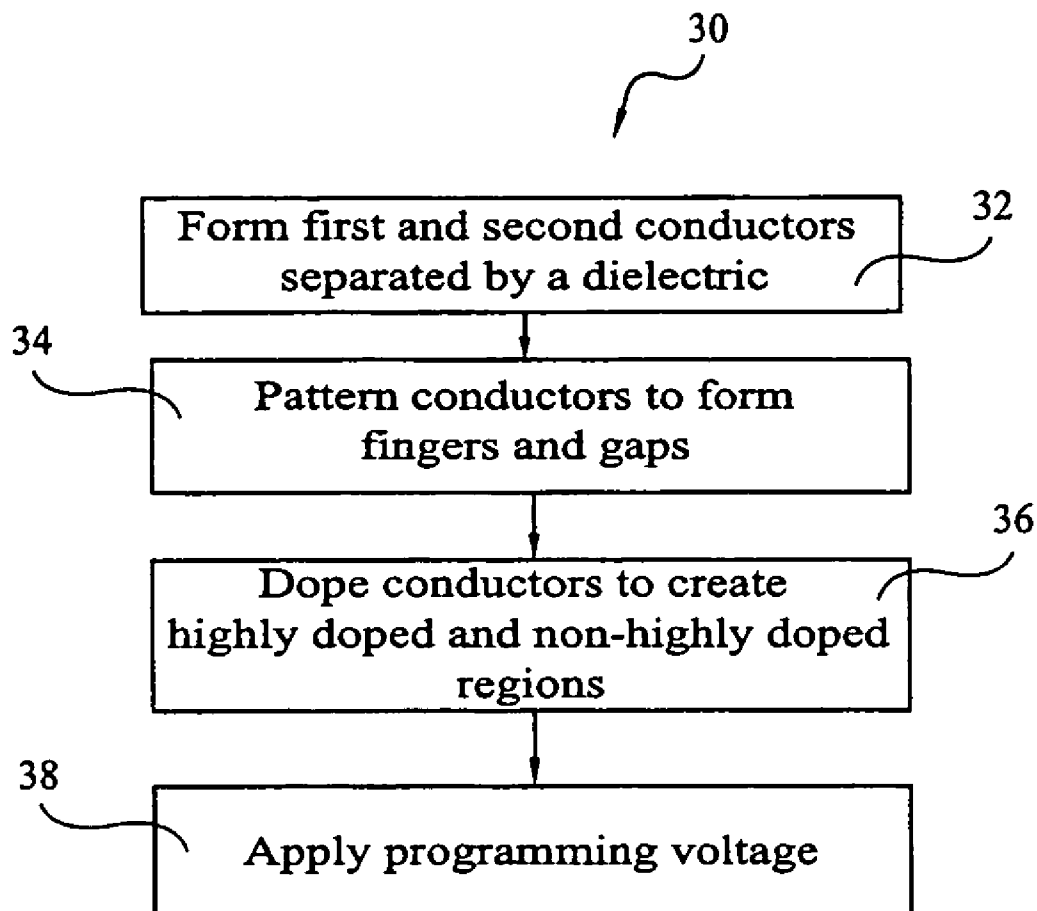 30
Form first and second conductors
separated by a dielectric
32
34
Pattern conductors to form
fingers and gaps
36
Dope conductors to create
highly doped and non-highly doped
regions
38
Apply programming voltage